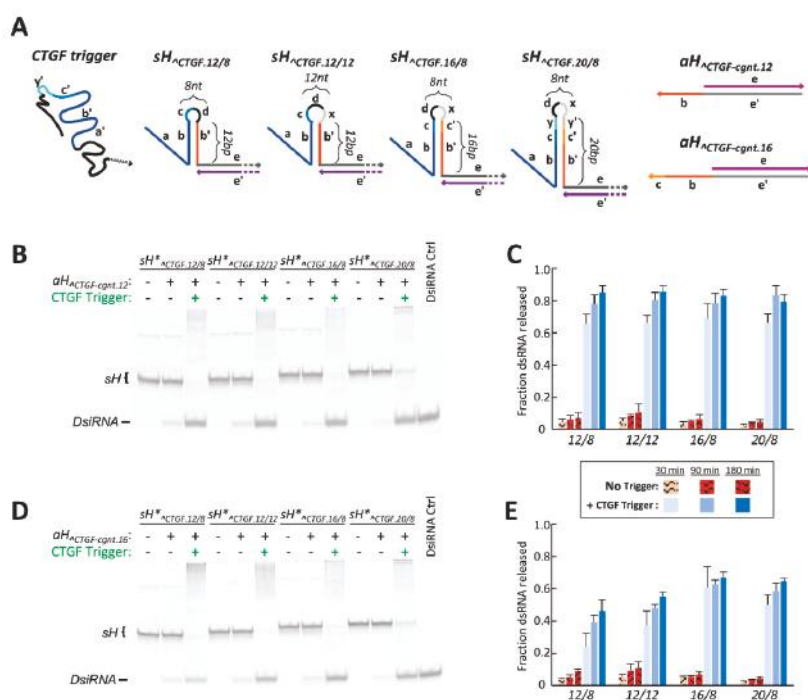 A
CTGF trigger
sH^CTGF.12/8
sH^CTGF.12/12
sH^CTGF.16/8
sH^CTGF.20/8
aH^CTGF-cgnt.12
aH^CTGF-cgnt.16
y' c' b' a'
8nt
c d
a b b' 12bp
e
e'
12nt
d
c x
a b b' 12bp
e
e'
8nt
d x
c c'
a b b' 16bp
e
e'
8nt
d x
y y'
c c'
a b b' 20bp
e
e'
e
b e'
e
c b e'
B
sH*^CTGF.12/8 sH*^CTGF.12/12 sH*^CTGF.16/8 sH*^CTGF.20/8 DsiRNA Ctrl
aH^CTGF-cgnt.12: - + + - + + - + + - + +
CTGF Trigger: - - + - - + - - + - - +
sH {
DsiRNA –
C
Fraction dsRNA released
1.0
0.8
0.6
0.4
0.2
0
12/8 12/12 16/8 20/8
30 min 90 min 180 min
No Trigger:
+ CTGF Trigger:
D
sH*^CTGF.12/8 sH*^CTGF.12/12 sH*^CTGF.16/8 sH*^CTGF.20/8 DsiRNA Ctrl
aH^CTGF-cgnt.16: - + + - + + - + + - + +
CTGF Trigger: - - + - - + - - + - - +
sH {
DsiRNA –
E
Fraction dsRNA released
1.0
0.8
0.6
0.4
0.2
0
12/8 12/12 16/8 20/8